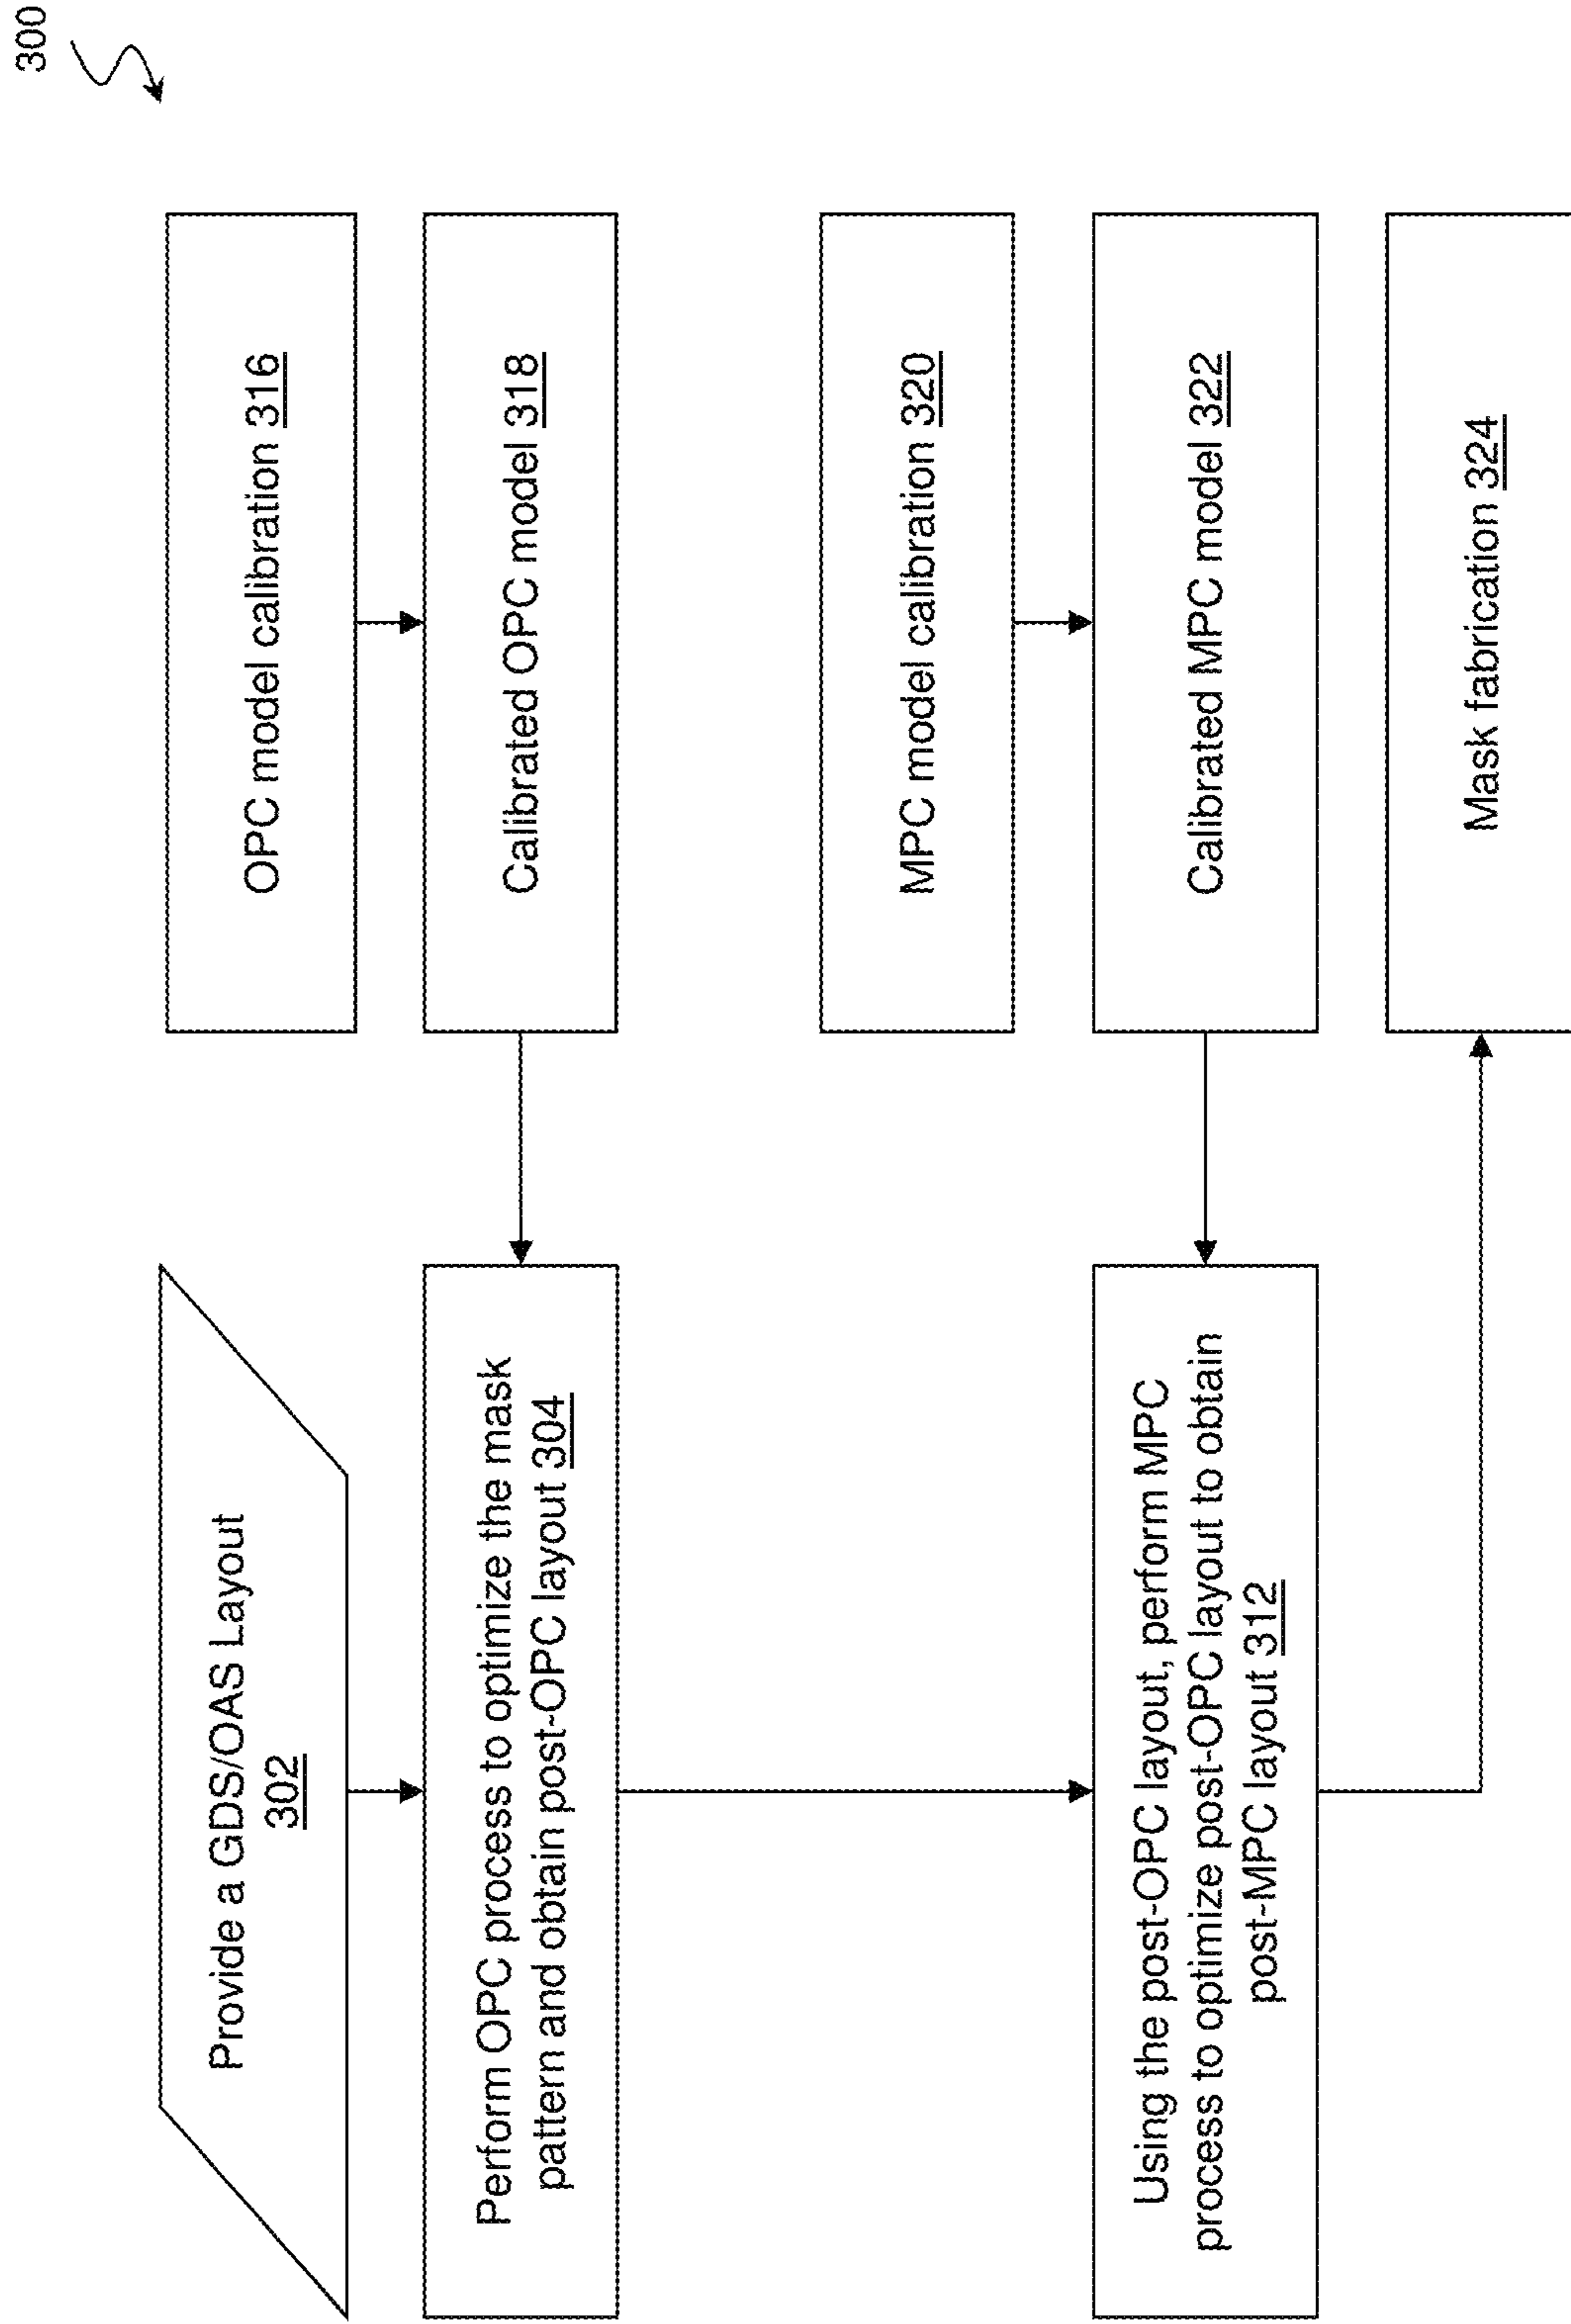 300
Provide a GDS/OAS Layout
302
Perform OPC process to optimize the mask
pattern and obtain post-OPC layout 304
Using the post-OPC layout, perform MPC
process to optimize post-OPC layout to obtain
post-MPC layout 312
OPC model calibration 316
Calibrated OPC model 318
MPC model calibration 320
Calibrated MPC model 322
Mask fabrication 324